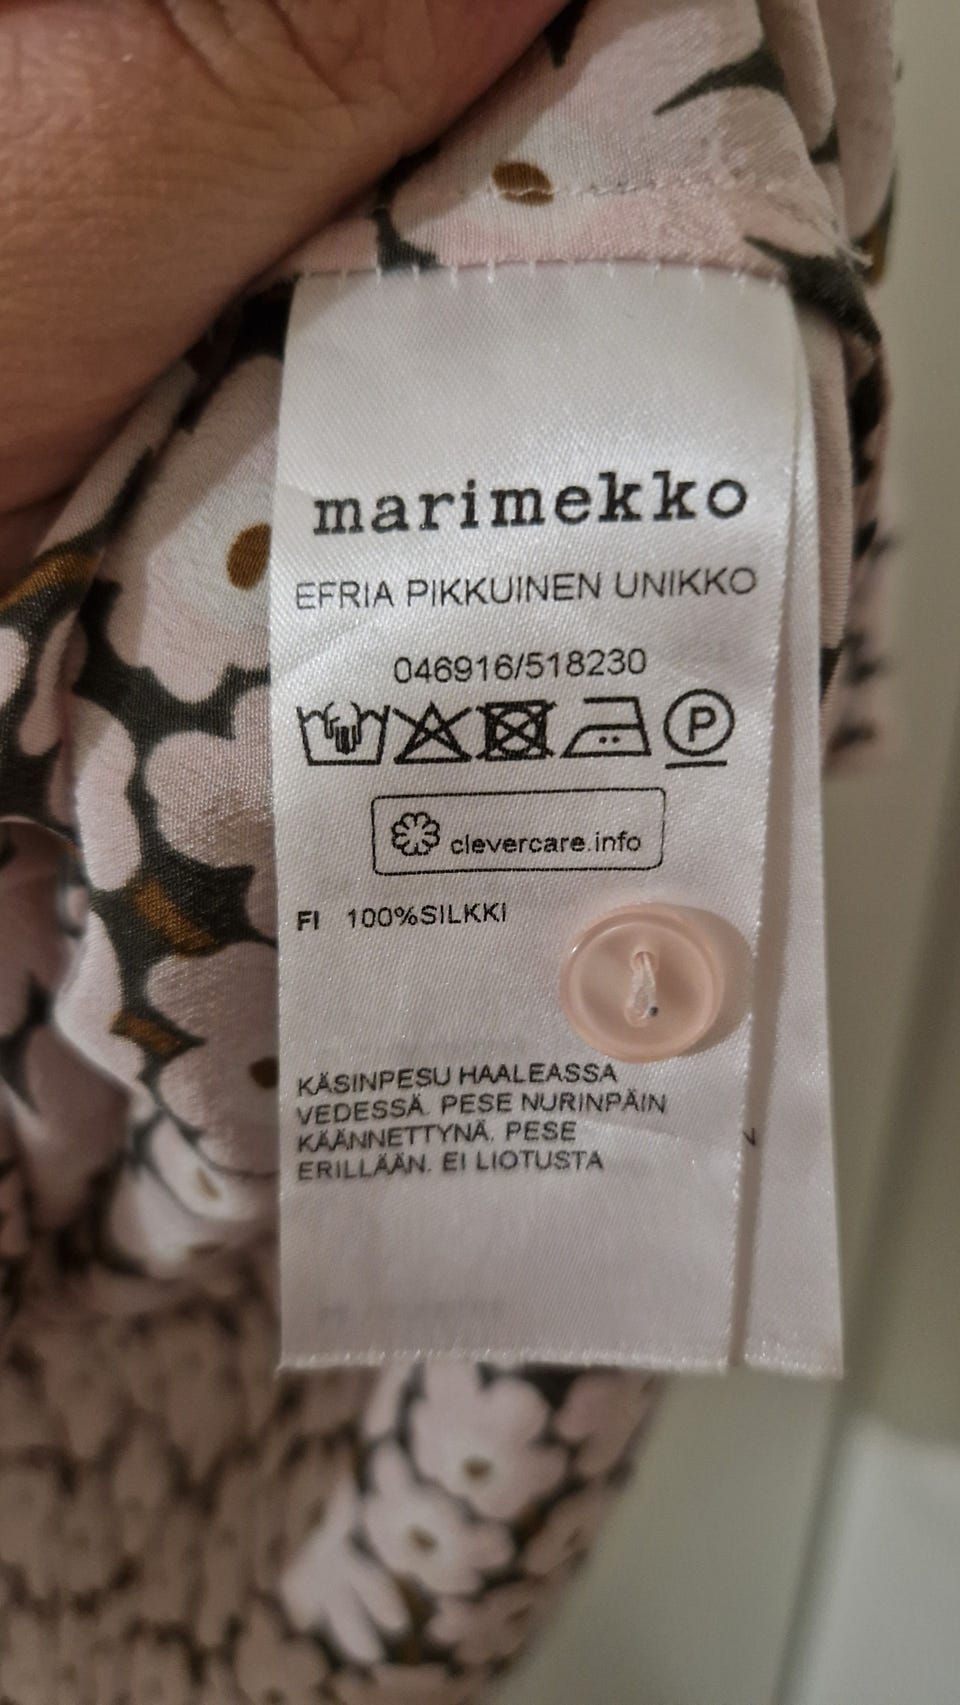 marimekko
EFRIA PIKKUINEN UNIKKO
046916/518230
P
clevercare.info
FI 100%SILKKI
KÄSINPESU HAALEASSA
VEDESSÄ. PESE NURINPÄIN
KÄÄNNETTYNÄ. PESE
ERILLÄÄN. EI LIOTUSTA